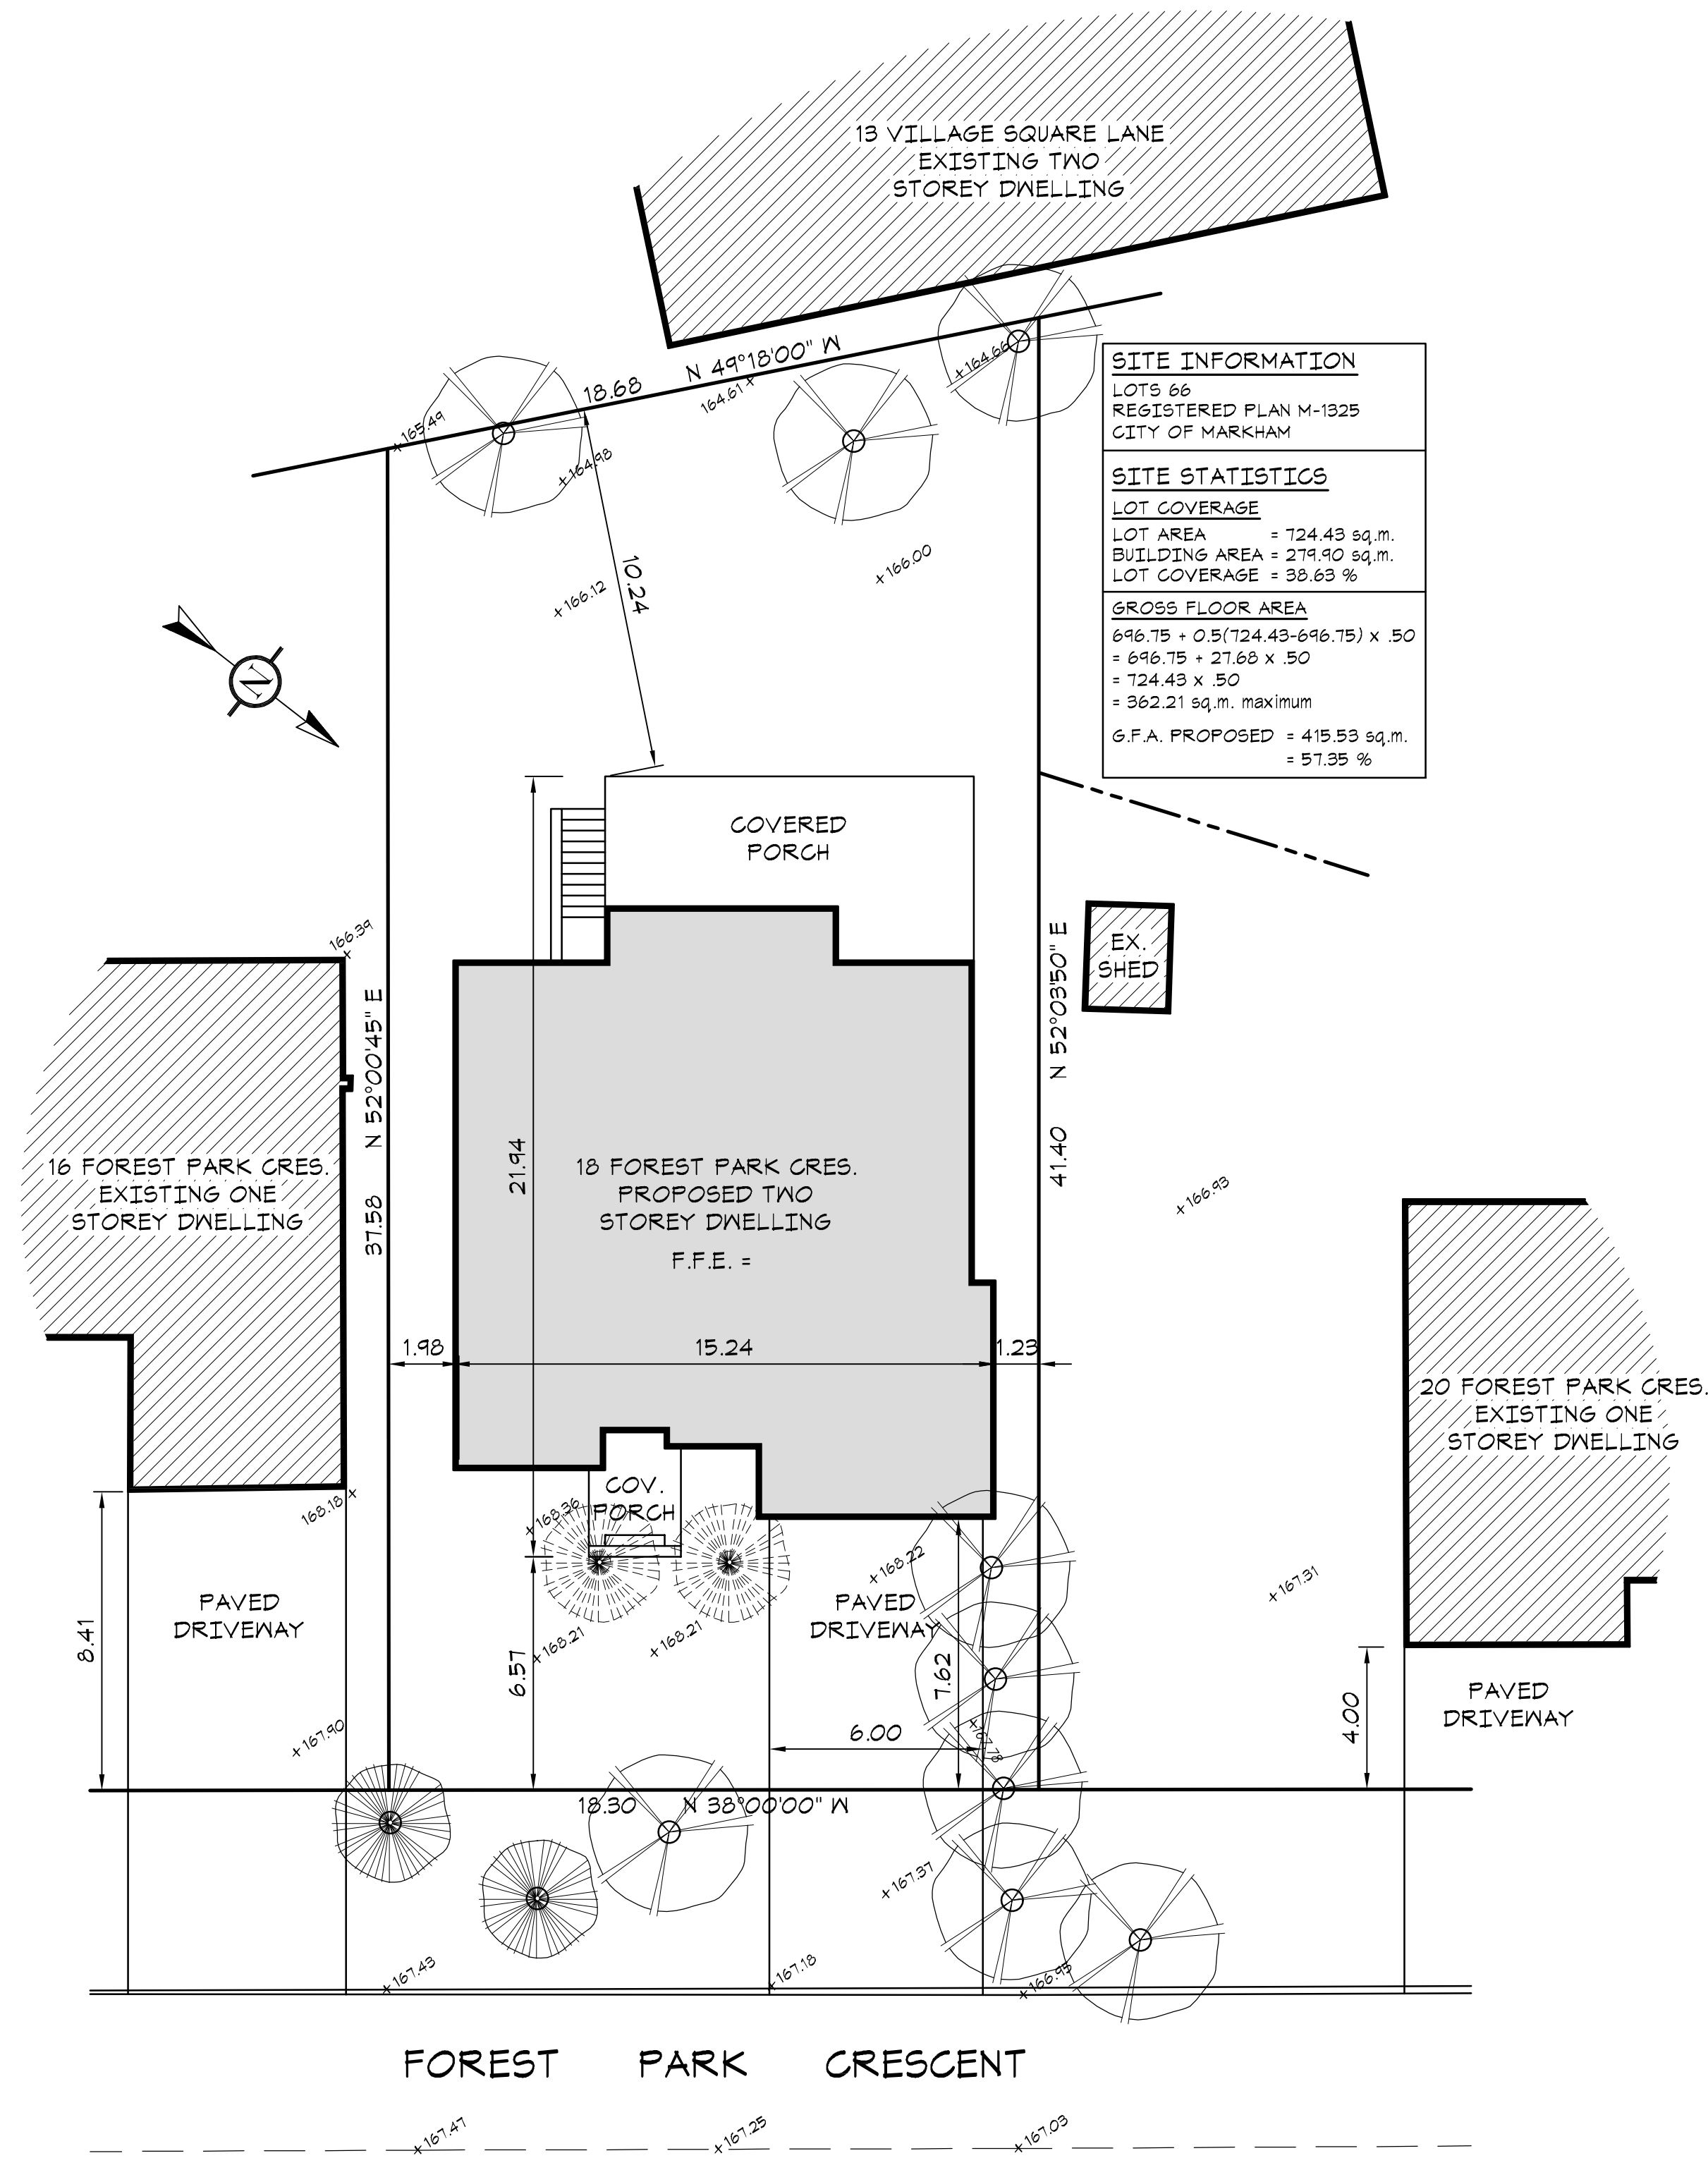 13 VILLAGE SQUARE LANE
EXISTING TWO
STOREY DWELLING
18.68 N 49°18'00" W
164.61
164.66
165.49
164.98
SITE INFORMATION
LOTS 66
REGISTERED PLAN M-1325
CITY OF MARKHAM
SITE STATISTICS
LOT COVERAGE
LOT AREA = 724.43 sq.m.
BUILDING AREA = 279.90 sq.m.
LOT COVERAGE = 38.63 %
GROSS FLOOR AREA
696.75 + 0.5(724.43-696.75) x .50
= 696.75 + 27.68 x .50
= 724.43 x .50
= 362.21 sq.m. maximum
G.F.A. PROPOSED = 415.53 sq.m.
= 57.35 %
10.24
166.12
166.00
N
COVERED
PORCH
166.39
EX.
SHED
37.58 N 52°00'45" E
41.40 N 52°03'50" E
21.94
16 FOREST PARK CRES.
EXISTING ONE
STOREY DWELLING
18 FOREST PARK CRES.
PROPOSED TWO
STOREY DWELLING
F.F.E. =
166.93
1.98
15.24
1.23
20 FOREST PARK CRES.
EXISTING ONE
STOREY DWELLING
COV.
PORCH
168.18
168.36
168.22
167.31
8.41
PAVED
DRIVEWAY
168.21
168.21
PAVED
DRIVEWAY
6.57
7.62
4.00
PAVED
DRIVEWAY
167.90
6.00
167.78
18.30 N 38°00'00" W
167.37
167.43
167.18
166.95
FOREST PARK CRESCENT
167.47
167.25
167.03